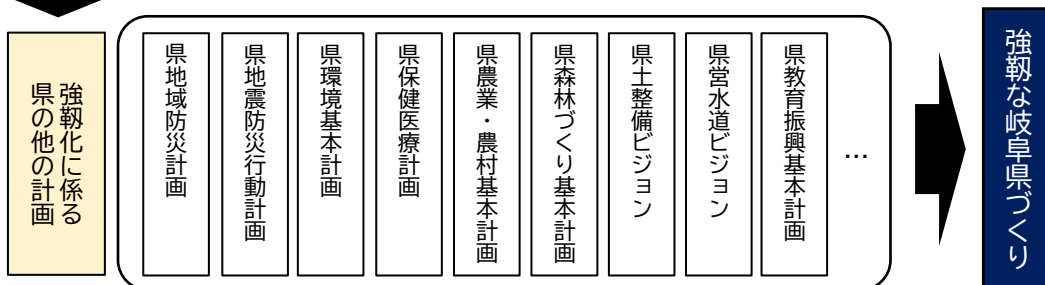 強靱化に係る
県の他の計画
県地域防災計画
県地震防災行動計画
県環境基本計画
県保健医療計画
県農業・農村基本計画
県森林づくり基本計画
県土整備ビジョン
県営水道ビジョン
県教育振興基本計画
…
強靱な岐阜県づくり